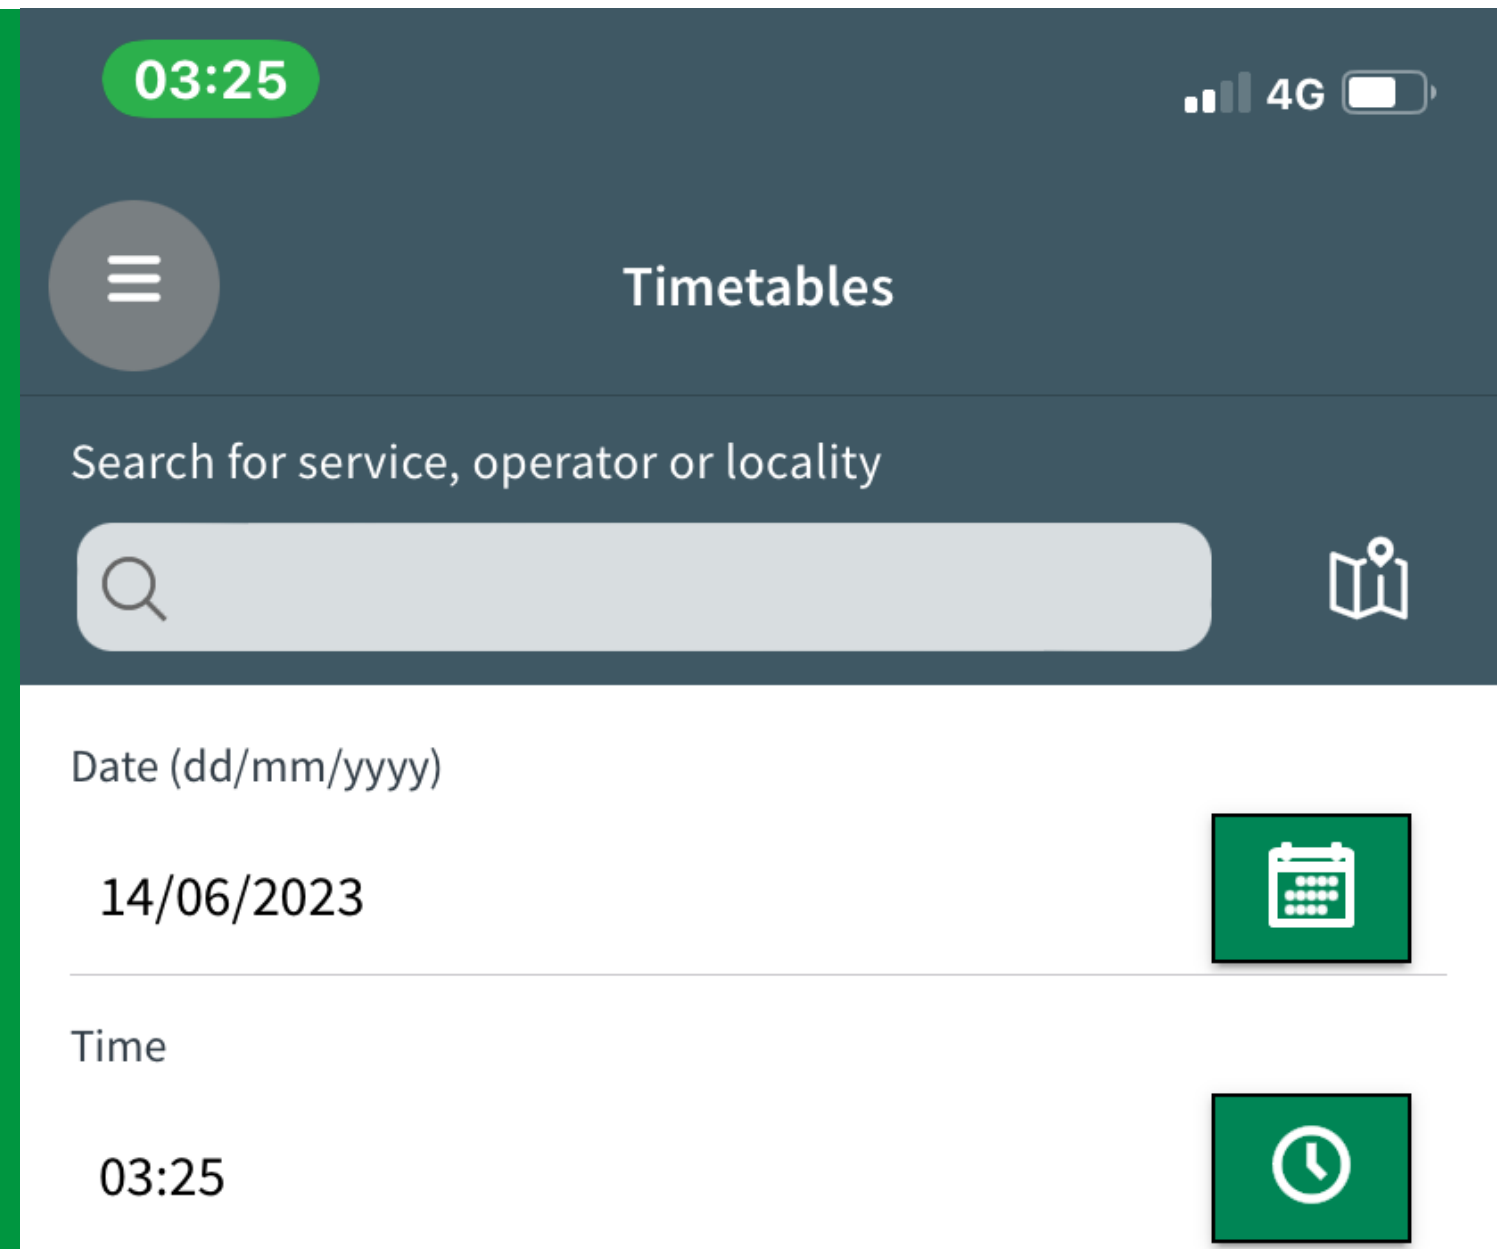 03:25
4G
Timetables
Search for service, operator or locality
Date (dd/mm/yyyy)
14/06/2023
Time
03:25